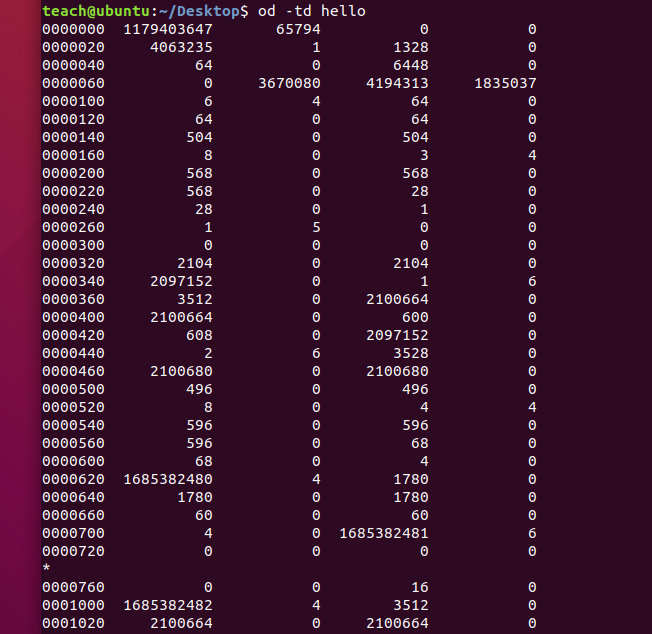 teach@ubuntu:~/Desktop$ od -td hello
0000000 1179403647 65794 0 0
0000020 4063235 1 1328 0
0000040 64 0 6448 0
0000060 0 3670080 4194313 1835037
0000100 6 4 64 0
0000120 64 0 64 0
0000140 504 0 504 0
0000160 8 0 3 4
0000200 568 0 568 0
0000220 568 0 28 0
0000240 28 0 1 0
0000260 1 5 0 0
0000300 0 0 0 0
0000320 2104 0 2104 0
0000340 2097152 0 1 6
0000360 3512 0 2100664 0
0000400 2100664 0 600 0
0000420 608 0 2097152 0
0000440 2 6 3528 0
0000460 2100680 0 2100680 0
0000500 496 0 496 0
0000520 8 0 4 4
0000540 596 0 596 0
0000560 596 0 68 0
0000600 68 0 4 0
0000620 1685382480 4 1780 0
0000640 1780 0 1780 0
0000660 60 0 60 0
0000700 4 0 1685382481 6
0000720 0 0 0 0
*
0000760 0 0 16 0
0001000 1685382482 4 3512 0
0001020 2100664 0 2100664 0